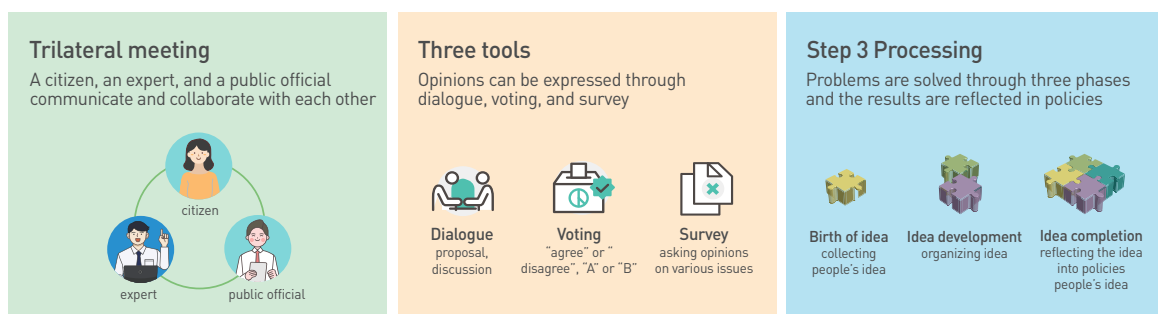 Trilateral meeting
A citizen, an expert, and a public official
communicate and collaborate with each other
citizen
expert
public official
Three tools
Opinions can be expressed through
dialogue, voting, and survey
Dialogue
proposal,
discussion
Voting
“agree” or “
disagree”, “A” or “B”
Survey
asking opinions
on various issues
Step 3 Processing
Problems are solved through three phases
and the results are reflected in policies
Birth of idea
collecting
people’s idea
Idea development
organizing idea
Idea completion
reflecting the idea
into policies
people’s idea